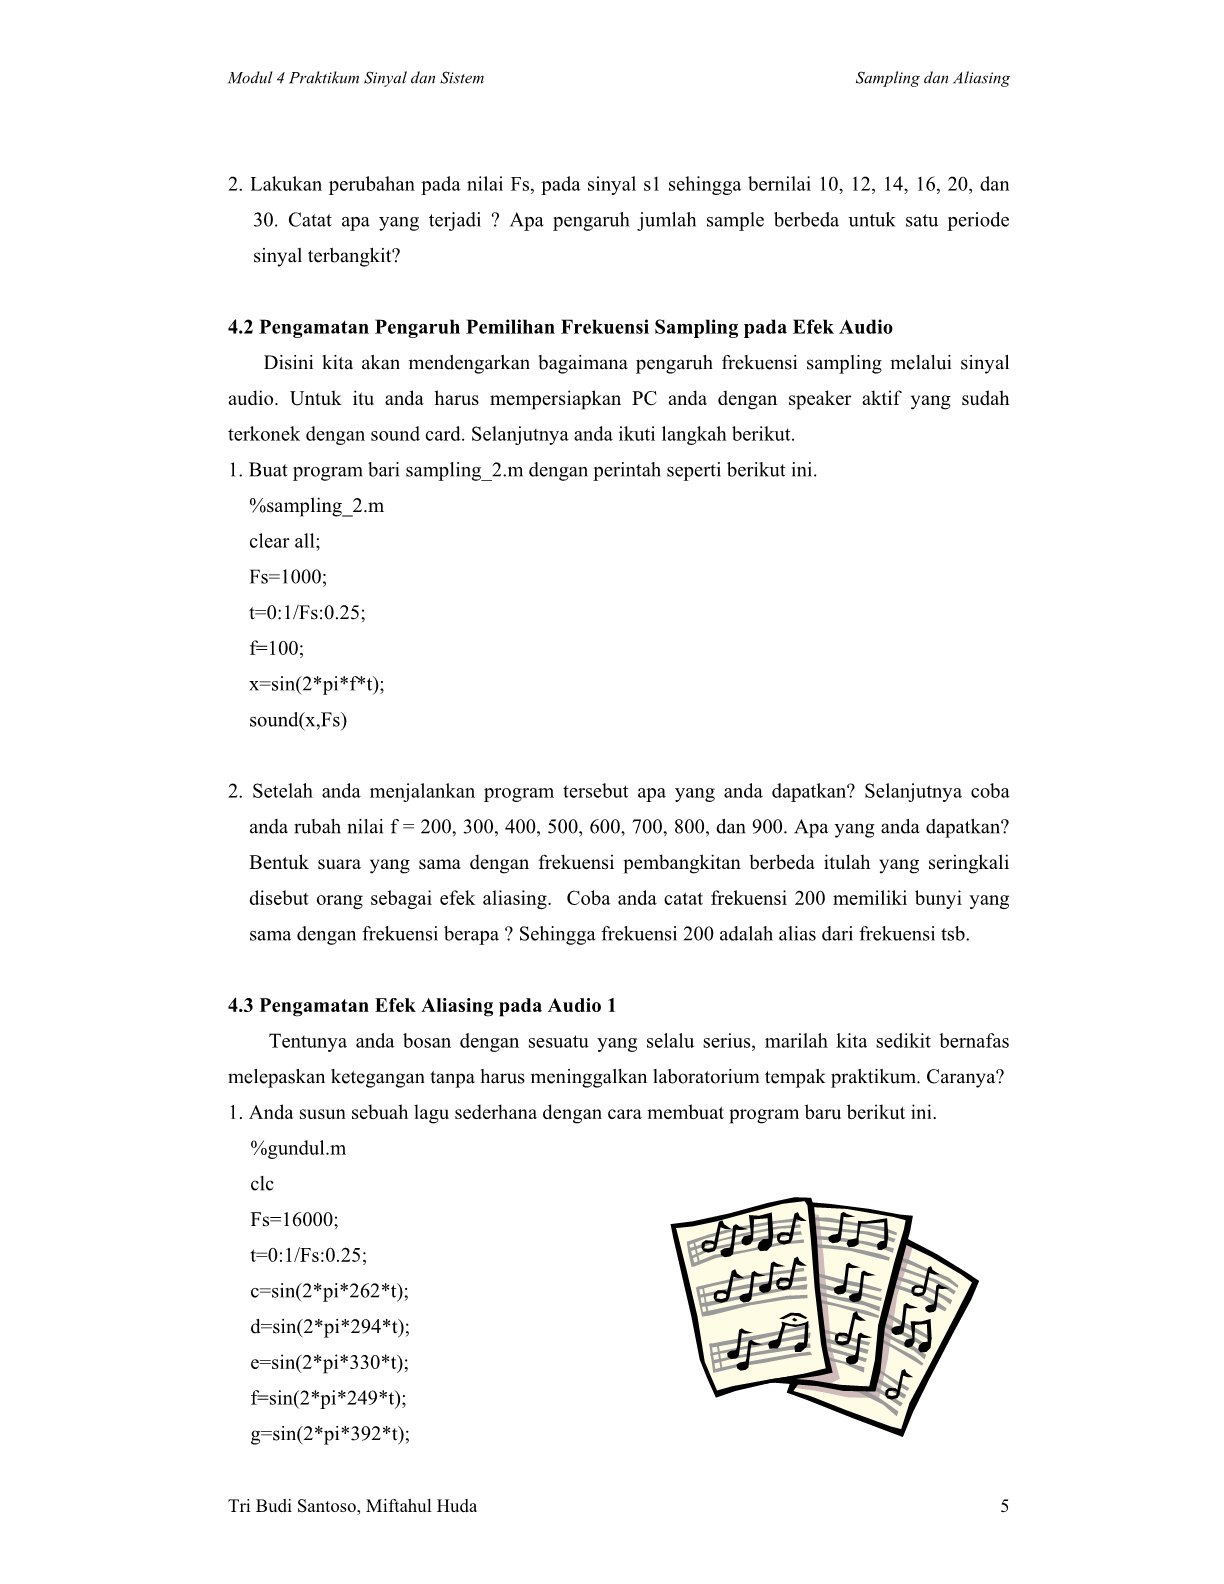 Modul 4 Praktikum Sinyal dan Sistem Sampling dan Aliasing
2. Lakukan perubahan pada nilai Fs, pada sinyal s1 sehingga bernilai 10, 12, 14, 16, 20, dan
30. Catat apa yang terjadi ? Apa pengaruh jumlah sample berbeda untuk satu periode
sinyal terbangkit?
4.2 Pengamatan Pengaruh Pemilihan Frekuensi Sampling pada Efek Audio
Disini kita akan mendengarkan bagaimana pengaruh frekuensi sampling melalui sinyal
audio. Untuk itu anda harus mempersiapkan PC anda dengan speaker aktif yang sudah
terkonek dengan sound card. Selanjutnya anda ikuti langkah berikut.
1. Buat program bari sampling_2.m dengan perintah seperti berikut ini.
%sampling_2.m
clear all;
Fs=1000;
t=0:1/Fs:0.25;
f=100;
x=sin(2*pi*f*t);
sound(x,Fs)
2. Setelah anda menjalankan program tersebut apa yang anda dapatkan? Selanjutnya coba
anda rubah nilai f = 200, 300, 400, 500, 600, 700, 800, dan 900. Apa yang anda dapatkan?
Bentuk suara yang sama dengan frekuensi pembangkitan berbeda itulah yang seringkali
disebut orang sebagai efek aliasing. Coba anda catat frekuensi 200 memiliki bunyi yang
sama dengan frekuensi berapa ? Sehingga frekuensi 200 adalah alias dari frekuensi tsb.
4.3 Pengamatan Efek Aliasing pada Audio 1
Tentunya anda bosan dengan sesuatu yang selalu serius, marilah kita sedikit bernafas
melepaskan ketegangan tanpa harus meninggalkan laboratorium tempak praktikum. Caranya?
1. Anda susun sebuah lagu sederhana dengan cara membuat program baru berikut ini.
%gundul.m
clc
Fs=16000;
t=0:1/Fs:0.25;
c=sin(2*pi*262*t);
d=sin(2*pi*294*t);
e=sin(2*pi*330*t);
f=sin(2*pi*249*t);
g=sin(2*pi*392*t);
Tri Budi Santoso, Miftahul Huda 5